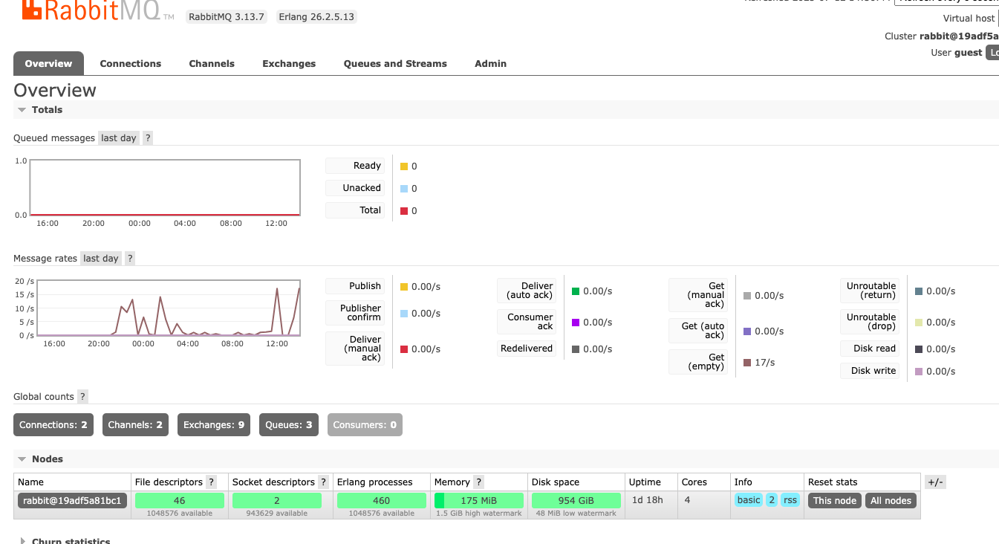 RabbitMQ TM RabbitMQ 3.13.7 Erlang 26.2.5.13
Virtual host
Cluster rabbit@19adf5a
User guest
Overview Connections Channels Exchanges Queues and Streams Admin
Overview
Totals
Queued messages last day ?
1.0
0.0
16:00 20:00 00:00 04:00 08:00 12:00
Ready 0
Unacked 0
Total 0
Message rates last day ?
20 /s
15 /s
10 /s
5 /s
0 /s
16:00 20:00 00:00 04:00 08:00 12:00
Publish 0.00/s
Publisher
confirm 0.00/s
Deliver
(manual
ack) 0.00/s
Deliver
(auto ack) 0.00/s
Consumer
ack 0.00/s
Redelivered 0.00/s
Get
(manual
ack) 0.00/s
Get (auto
ack) 0.00/s
Get
(empty) 17/s
Unroutable
(return) 0.00/s
Unroutable
(drop) 0.00/s
Disk read 0.00/s
Disk write 0.00/s
Global counts ?
Connections: 2 Channels: 2 Exchanges: 9 Queues: 3 Consumers: 0
Nodes
Name File descriptors ? Socket descriptors ? Erlang processes Memory ? Disk space Uptime Cores Info Reset stats +/-
rabbit@19adf5a81bc1 46 2 460 175 MiB 954 GiB 1d 18h 4 basic 2 rss This node All nodes
1048576 available 943629 available 1048576 available 1.5 GiB high watermark 48 MiB low watermark
Churn statistics